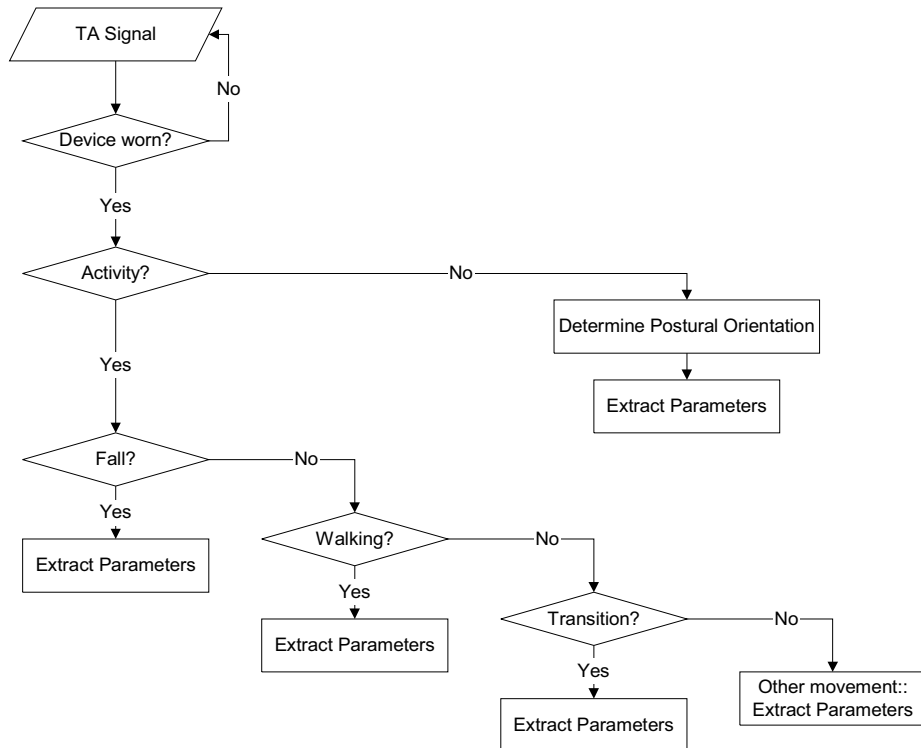 TA Signal
No
Device worn?
Yes
Activity?
No
Determine Postural Orientation
Yes
Extract Parameters
Fall?
No
Yes
Walking?
No
Extract Parameters
Yes
Transition?
No
Extract Parameters
Yes
Other movement::
Extract Parameters
Extract Parameters